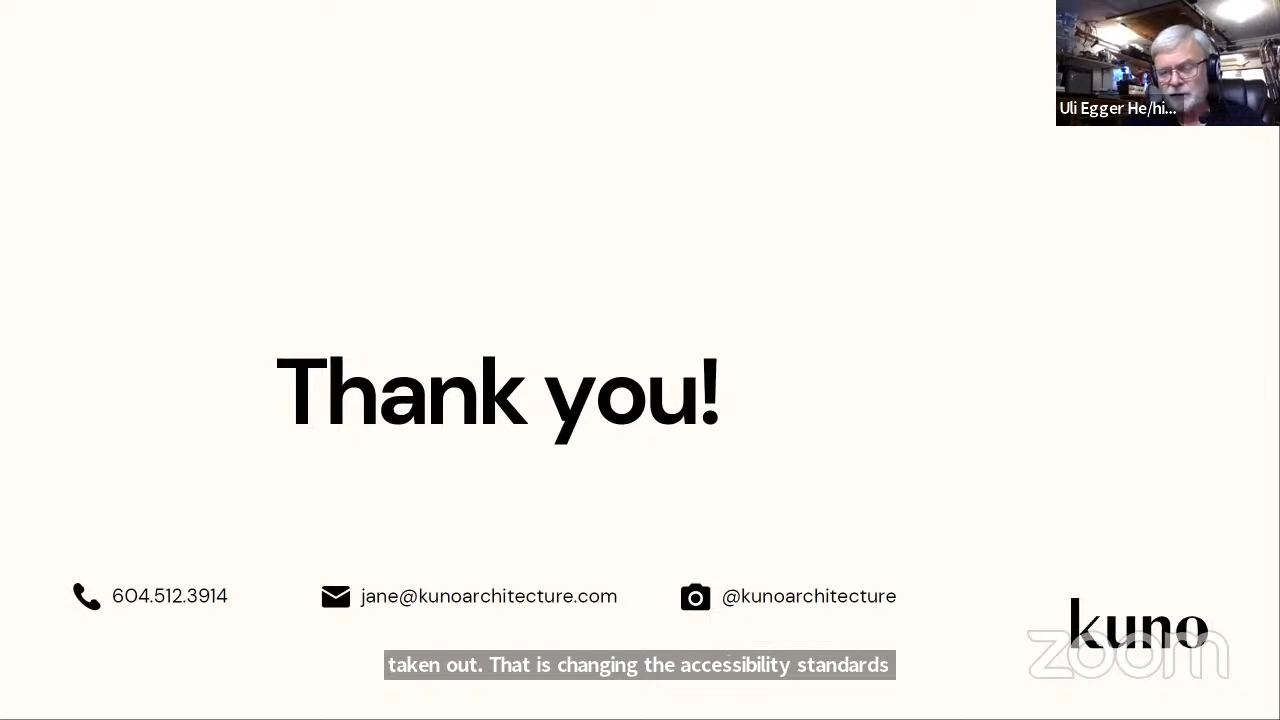 Uli Egger He/hi...
Thank you!
604.512.3914
jane@kunoarchitecture.com
@kunoarchitecture
kuno
zoom
taken out. That is changing the accessibility standards